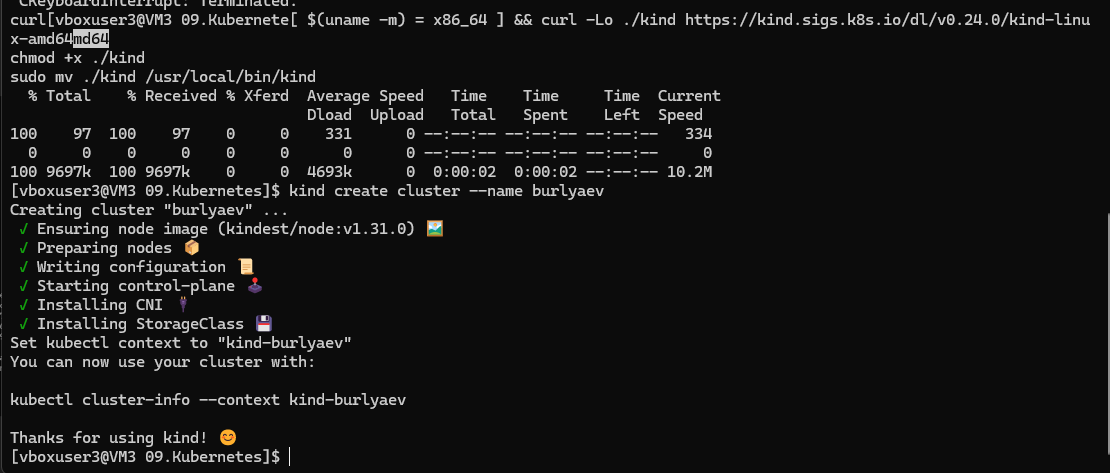 CKeyboardInterrupt: Terminated.
curl[vboxuser3@VM3 09.Kubernete[ $(uname -m) = x86_64 ] && curl -Lo ./kind https://kind.sigs.k8s.io/dl/v0.24.0/kind-linu
x-amd64md64
chmod +x ./kind
sudo mv ./kind /usr/local/bin/kind
  % Total    % Received % Xferd  Average Speed   Time    Time     Time  Current
                                 Dload  Upload   Total   Spent    Left  Speed
100    97  100    97    0     0    331      0 --:--:-- --:--:-- --:--:--   334
  0     0    0     0    0     0      0      0 --:--:-- --:--:-- --:--:--     0
100 9697k  100 9697k    0     0  4693k      0  0:00:02  0:00:02 --:--:-- 10.2M
[vboxuser3@VM3 09.Kubernetes]$ kind create cluster --name burlyaev
Creating cluster "burlyaev" ...
 ✓ Ensuring node image (kindest/node:v1.31.0) 🖼
 ✓ Preparing nodes 📦
 ✓ Writing configuration 📜
 ✓ Starting control-plane 🕹
 ✓ Installing CNI 🔌
 ✓ Installing StorageClass 💾
Set kubectl context to "kind-burlyaev"
You can now use your cluster with:

kubectl cluster-info --context kind-burlyaev

Thanks for using kind! 😊
[vboxuser3@VM3 09.Kubernetes]$